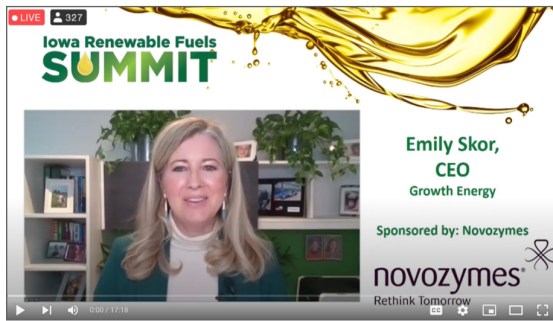 LIVE 327
Iowa Renewable Fuels
SUMMIT
Emily Skor,
CEO
Growth Energy
Sponsored by: Novozymes
novozymes®
Rethink Tomorrow
0:00 / 17:18
CC